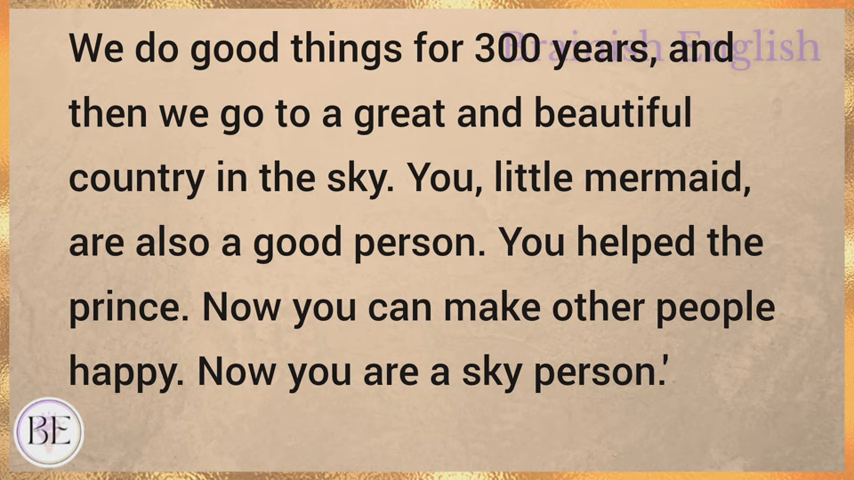 Brainish English
We do good things for 300 years, and
then we go to a great and beautiful
country in the sky. You, little mermaid,
are also a good person. You helped the
prince. Now you can make other people
happy. Now you are a sky person.'
BE